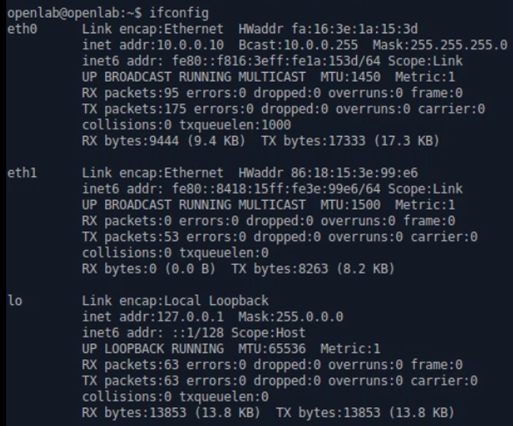 openlab@openlab:~$ ifconfig
eth0 Link encap:Ethernet HWaddr fa:16:3e:1a:15:3d
inet addr:10.0.0.10 Bcast:10.0.0.255 Mask:255.255.255.0
inet6 addr: fe80::f816:3eff:fe1a:153d/64 Scope:Link
UP BROADCAST RUNNING MULTICAST MTU:1450 Metric:1
RX packets:95 errors:0 dropped:0 overruns:0 frame:0
TX packets:175 errors:0 dropped:0 overruns:0 carrier:0
collisions:0 txqueuelen:1000
RX bytes:9444 (9.4 KB) TX bytes:17333 (17.3 KB)
eth1 Link encap:Ethernet HWaddr 86:18:15:3e:99:e6
inet6 addr: fe80::8418:15ff:fe3e:99e6/64 Scope:Link
UP BROADCAST RUNNING MULTICAST MTU:1500 Metric:1
RX packets:0 errors:0 dropped:0 overruns:0 frame:0
TX packets:53 errors:0 dropped:0 overruns:0 carrier:0
collisions:0 txqueuelen:0
RX bytes:0 (0.0 B) TX bytes:8263 (8.2 KB)
lo Link encap:Local Loopback
inet addr:127.0.0.1 Mask:255.0.0.0
inet6 addr: ::1/128 Scope:Host
UP LOOPBACK RUNNING MTU:65536 Metric:1
RX packets:63 errors:0 dropped:0 overruns:0 frame:0
TX packets:63 errors:0 dropped:0 overruns:0 carrier:0
collisions:0 txqueuelen:0
RX bytes:13853 (13.8 KB) TX bytes:13853 (13.8 KB)